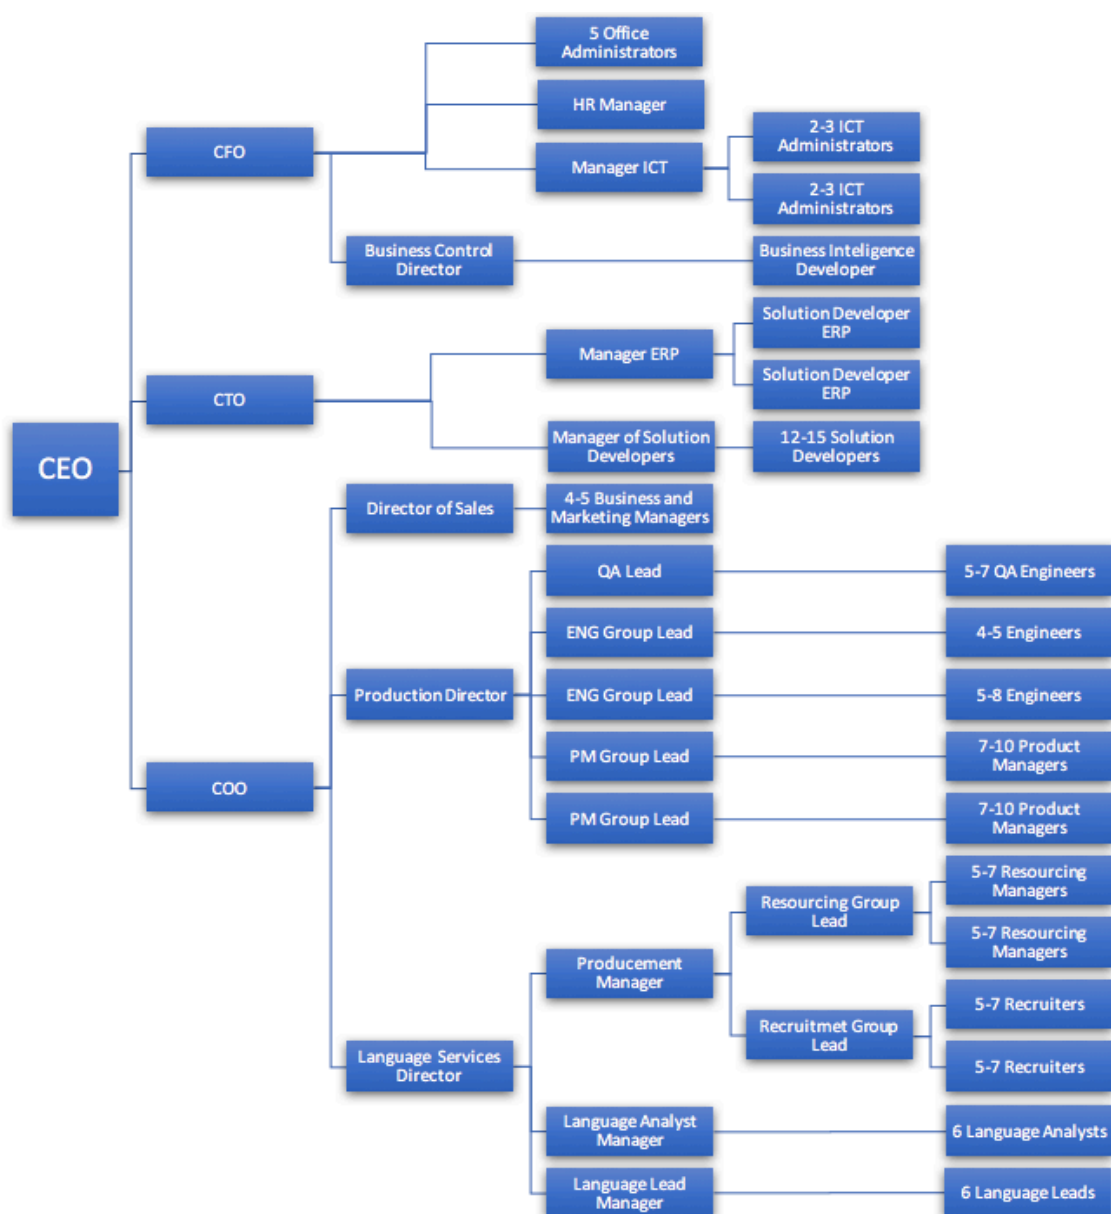 5 Office
Administrators
HR Manager
2-3 ICT
Administrators
CFO
Manager ICT
2-3 ICT
Administrators
Business Control
Director
Business Inteligence
Developer
Solution Developer
ERP
Manager ERP
Solution Developer
ERP
CTO
Manager of Solution
Developers
12-15 Solution
Developers
CEO
Director of Sales
4-5 Business and
Marketing Managers
QA Lead
5-7 QA Engineers
ENG Group Lead
4-5 Engineers
Production Director
ENG Group Lead
5-8 Engineers
PM Group Lead
7-10 Product
Managers
COO
PM Group Lead
7-10 Product
Managers
5-7 Resourcing
Managers
Resourcing Group
Lead
5-7 Resourcing
Managers
Producement
Manager
5-7 Recruiters
Recruitmet Group
Lead
5-7 Recruiters
Language Services
Director
Language Analyst
Manager
6 Language Analysts
Language Lead
Manager
6 Language Leads